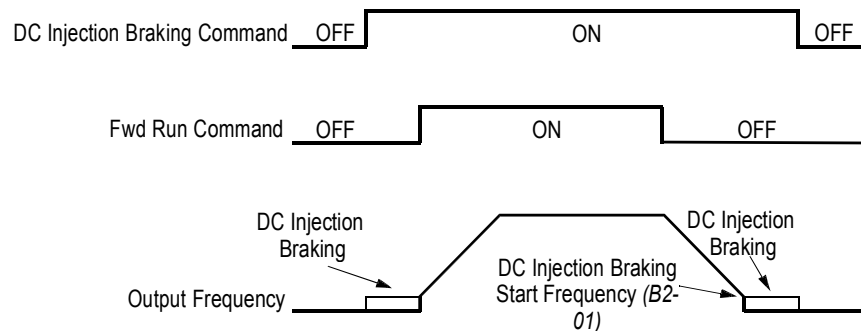 DC Injection Braking Command OFF ON OFF
Fwd Run Command OFF ON OFF
DC Injection
Braking
DC Injection
Braking
DC Injection Braking
Start Frequency (B2-
01)
Output Frequency